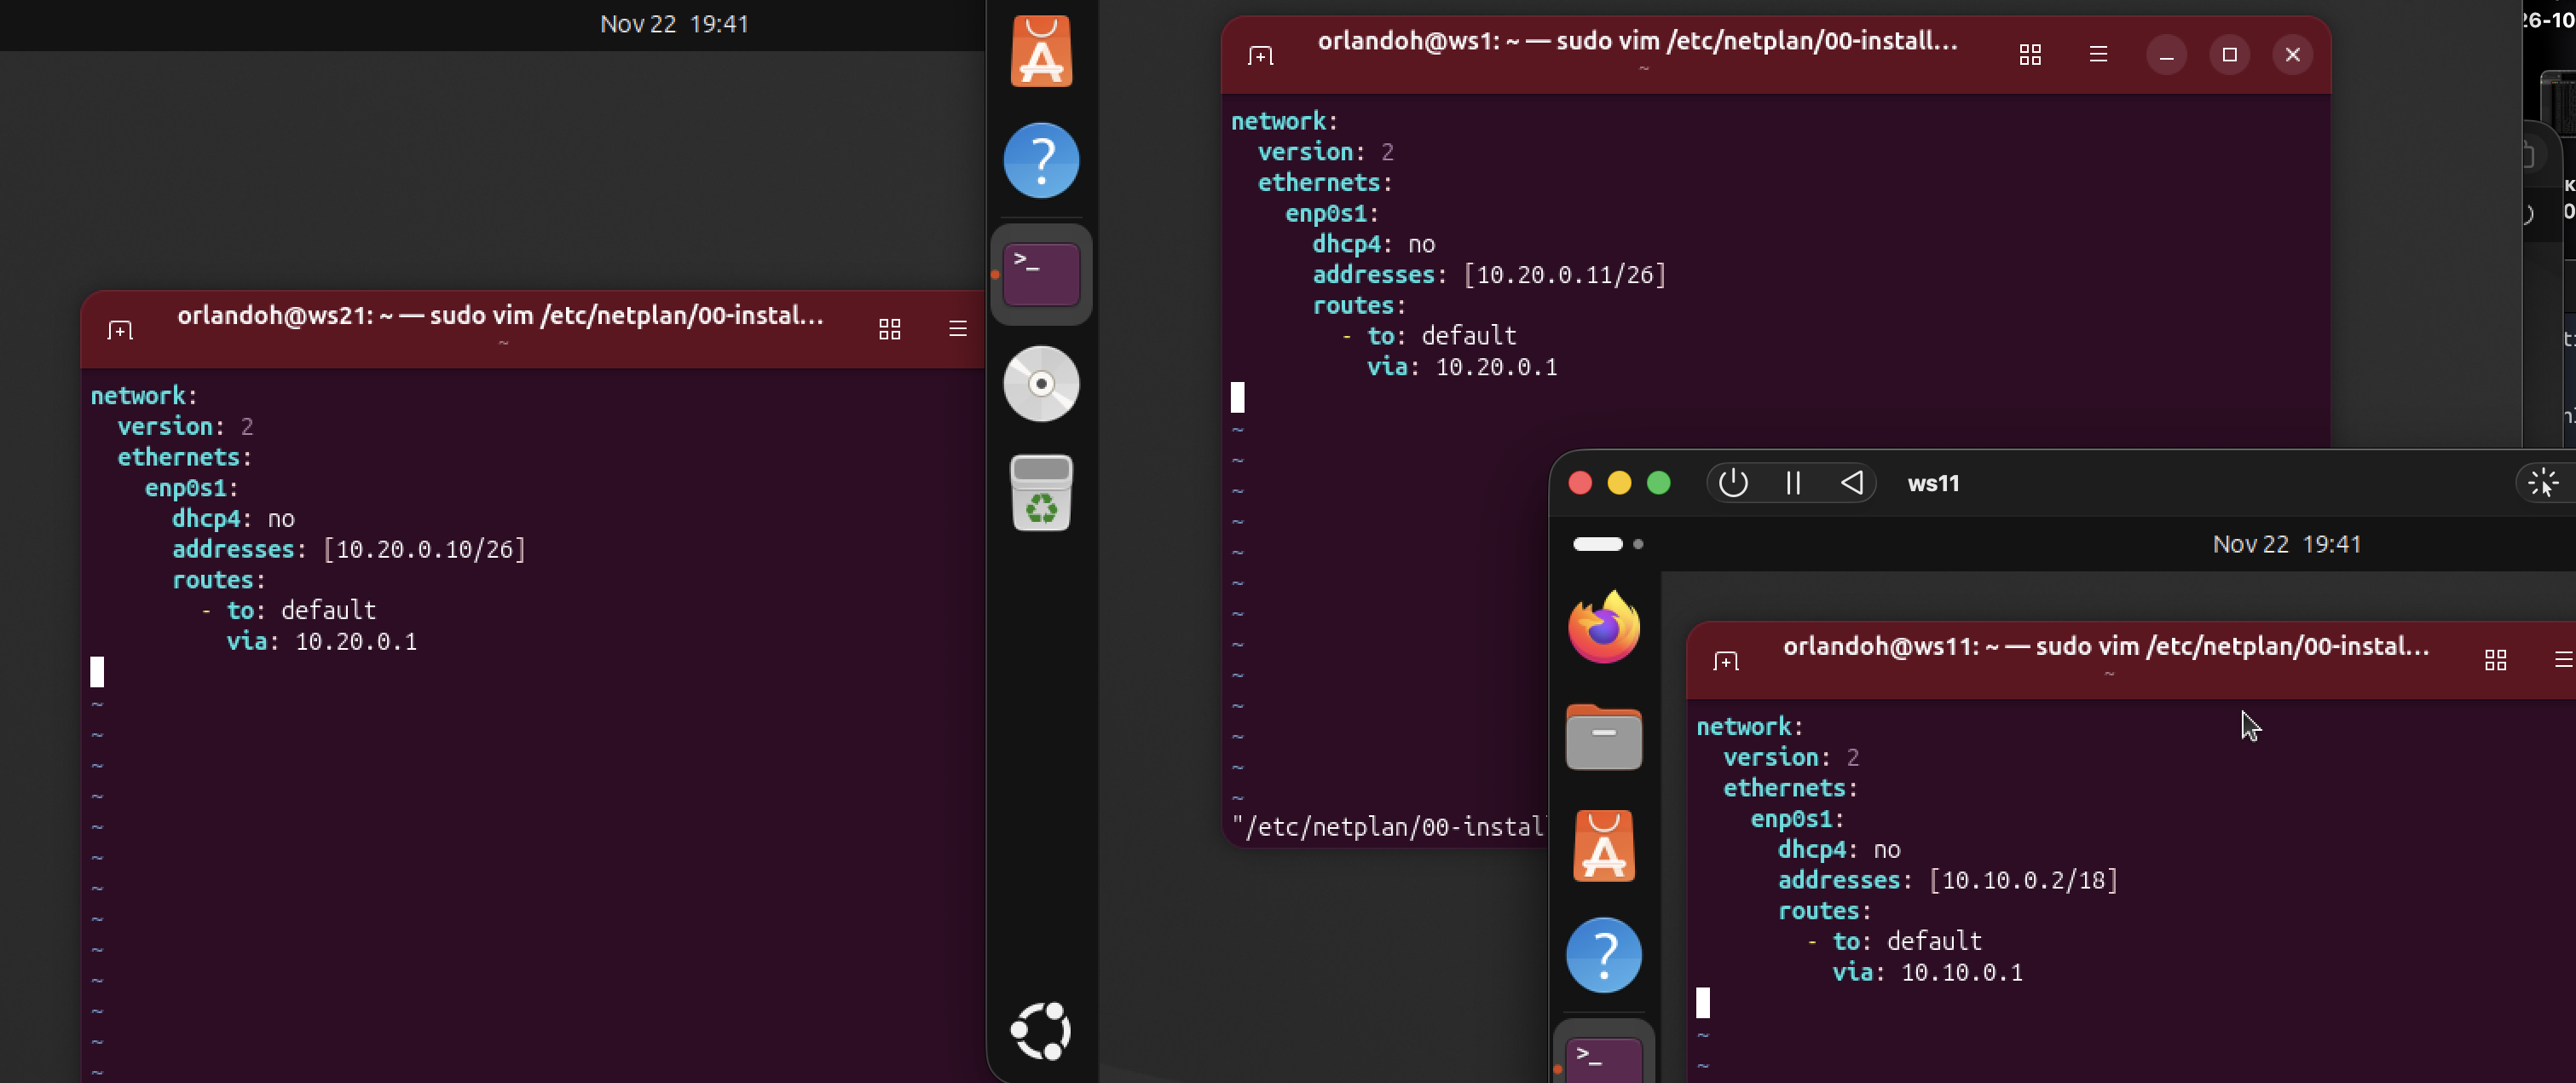 Nov 22 19:41
orlandoh@ws21: ~ — sudo vim /etc/netplan/00-instal...
~
network:
version: 2
ethernets:
enp0s1:
dhcp4: no
addresses: [10.20.0.10/26]
routes:
- to: default
via: 10.20.0.1
~
~
~
~
~
~
~
~
~
~
~
~
~
orlandoh@ws1: ~ — sudo vim /etc/netplan/00-install...
~
network:
version: 2
ethernets:
enp0s1:
dhcp4: no
addresses: [10.20.0.11/26]
routes:
- to: default
via: 10.20.0.1
~
~
~
~
~
~
~
~
~
~
~
~
~
"/etc/netplan/00-instal
26-10
ws11
Nov 22 19:41
orlandoh@ws11: ~ — sudo vim /etc/netplan/00-instal...
~
network:
version: 2
ethernets:
enp0s1:
dhcp4: no
addresses: [10.10.0.2/18]
routes:
- to: default
via: 10.10.0.1
~
~